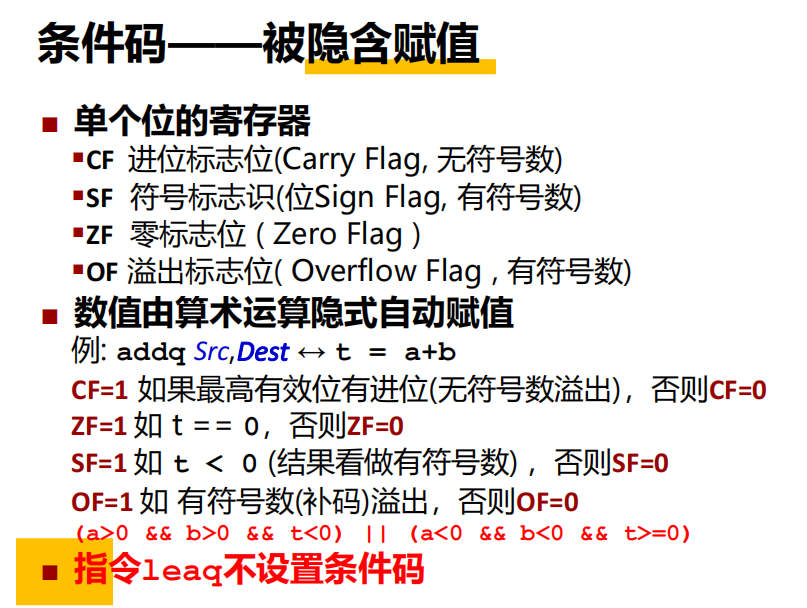 条件码——被隐含赋值
■ 单个位的寄存器
▪CF 进位标志位(Carry Flag, 无符号数)
▪SF 符号标志识(位Sign Flag, 有符号数)
▪ZF 零标志位 ( Zero Flag )
▪OF 溢出标志位( Overflow Flag , 有符号数)
■ 数值由算术运算隐式自动赋值
例: addq Src,Dest ↔ t = a+b
CF=1 如果最高有效位有进位(无符号数溢出)，否则CF=0
ZF=1 如 t == 0，否则ZF=0
SF=1 如 t < 0 (结果看做有符号数) ，否则SF=0
OF=1 如 有符号数(补码)溢出，否则OF=0
(a>0 && b>0 && t<0) || (a<0 && b<0 && t>=0)
■ 指令leaq不设置条件码